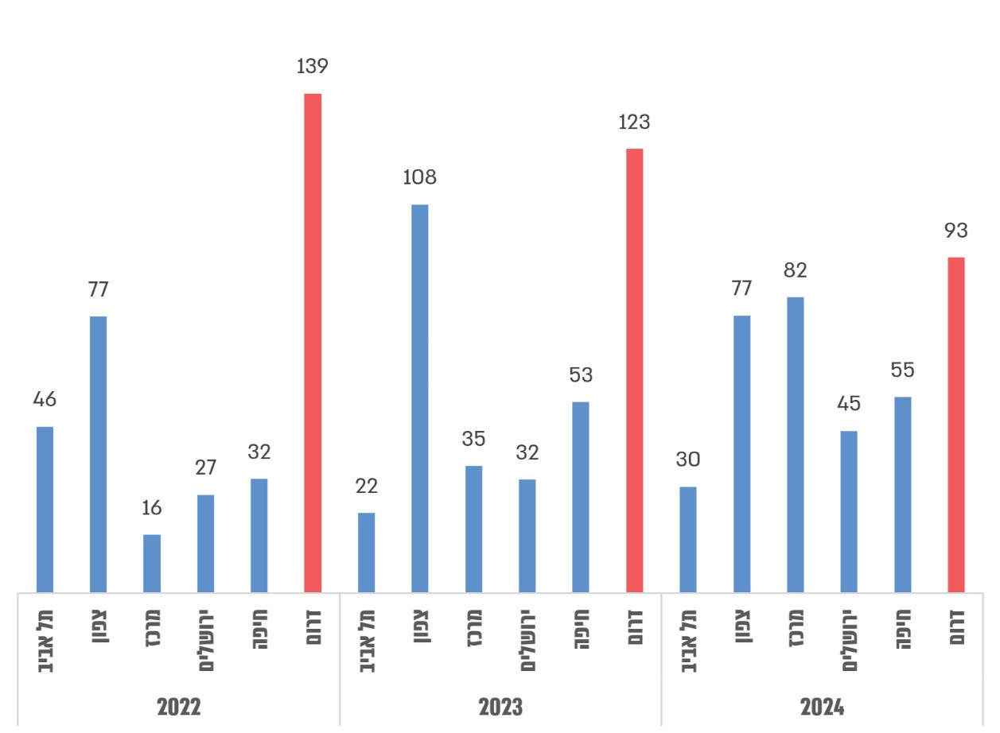 139
123
108
93
82
77
77
53
55
46
45
35
32
32
30
27
22
16
תל אביב
צפון
מרכז
ירושלים
חיפה
דרום
תל אביב
צפון
מרכז
ירושלים
חיפה
דרום
תל אביב
צפון
מרכז
ירושלים
חיפה
דרום
2022
2023
2024